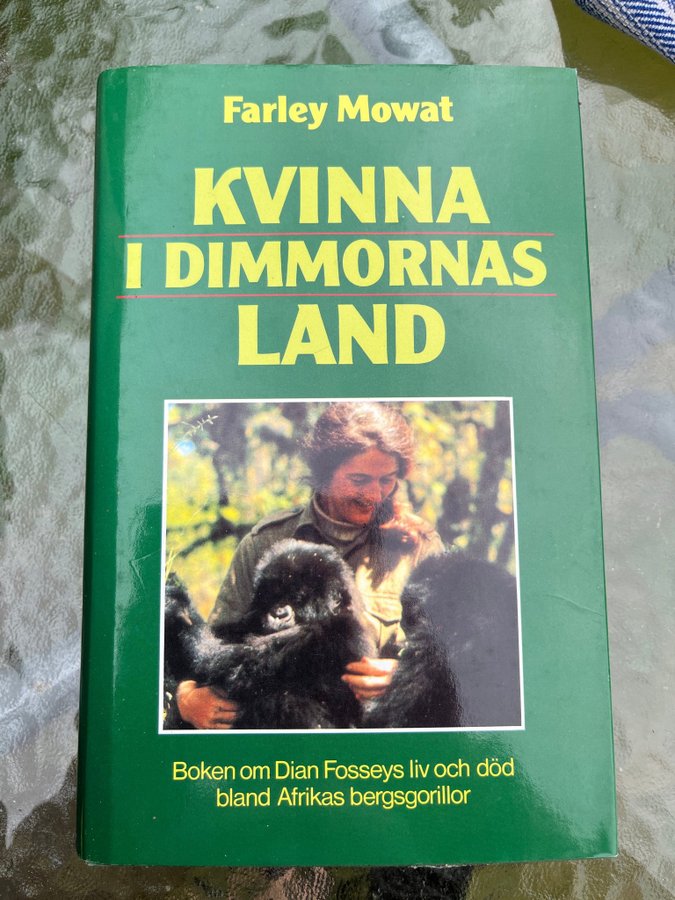 Farley Mowat
KVINNA
I DIMMORNAS
LAND
Boken om Dian Fosseys liv och död
bland Afrikas bergsgorillor